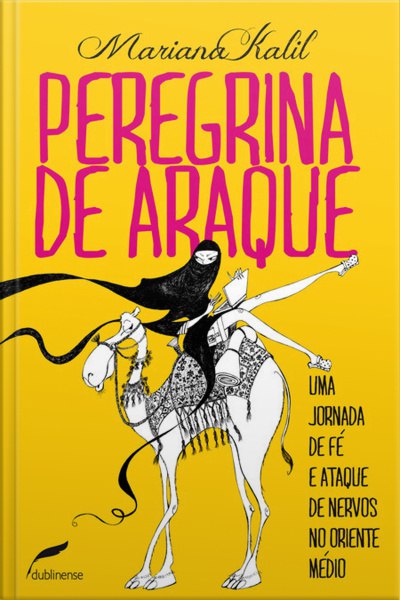 Mariana Kalil
PEREGRINA
DE ARAQUE
UMA
JORNADA
DE FÉ
E ATAQUE
DE NERVOS
NO ORIENTE
MÉDIO
dublinense